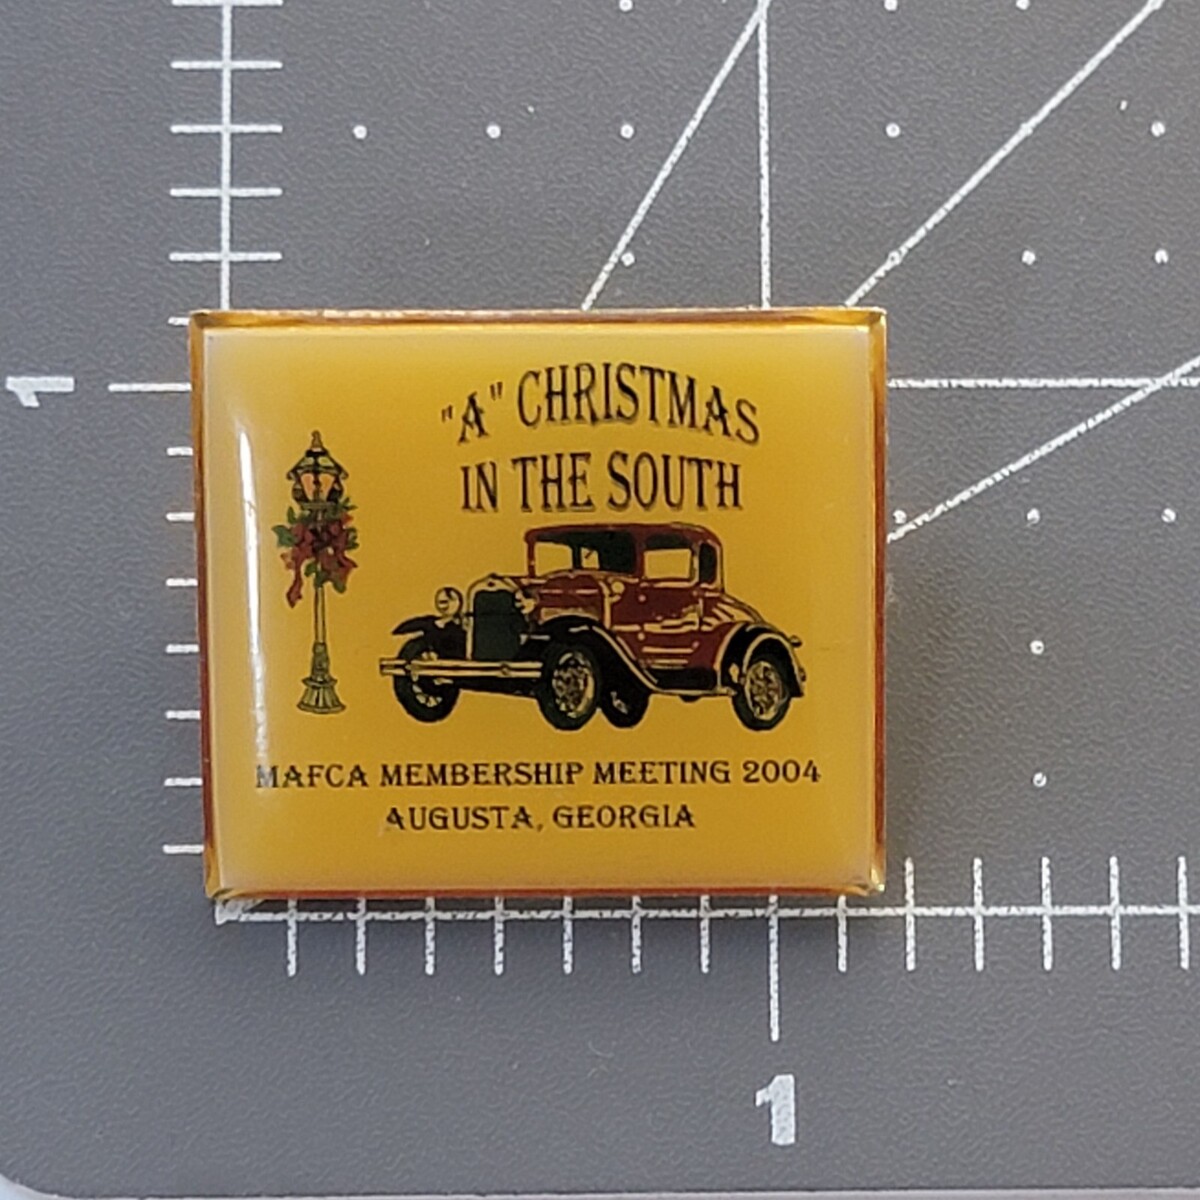 1
"A" CHRISTMAS
IN THE SOUTH
MAFCA MEMBERSHIP MEETING 2004
AUGUSTA, GEORGIA
1